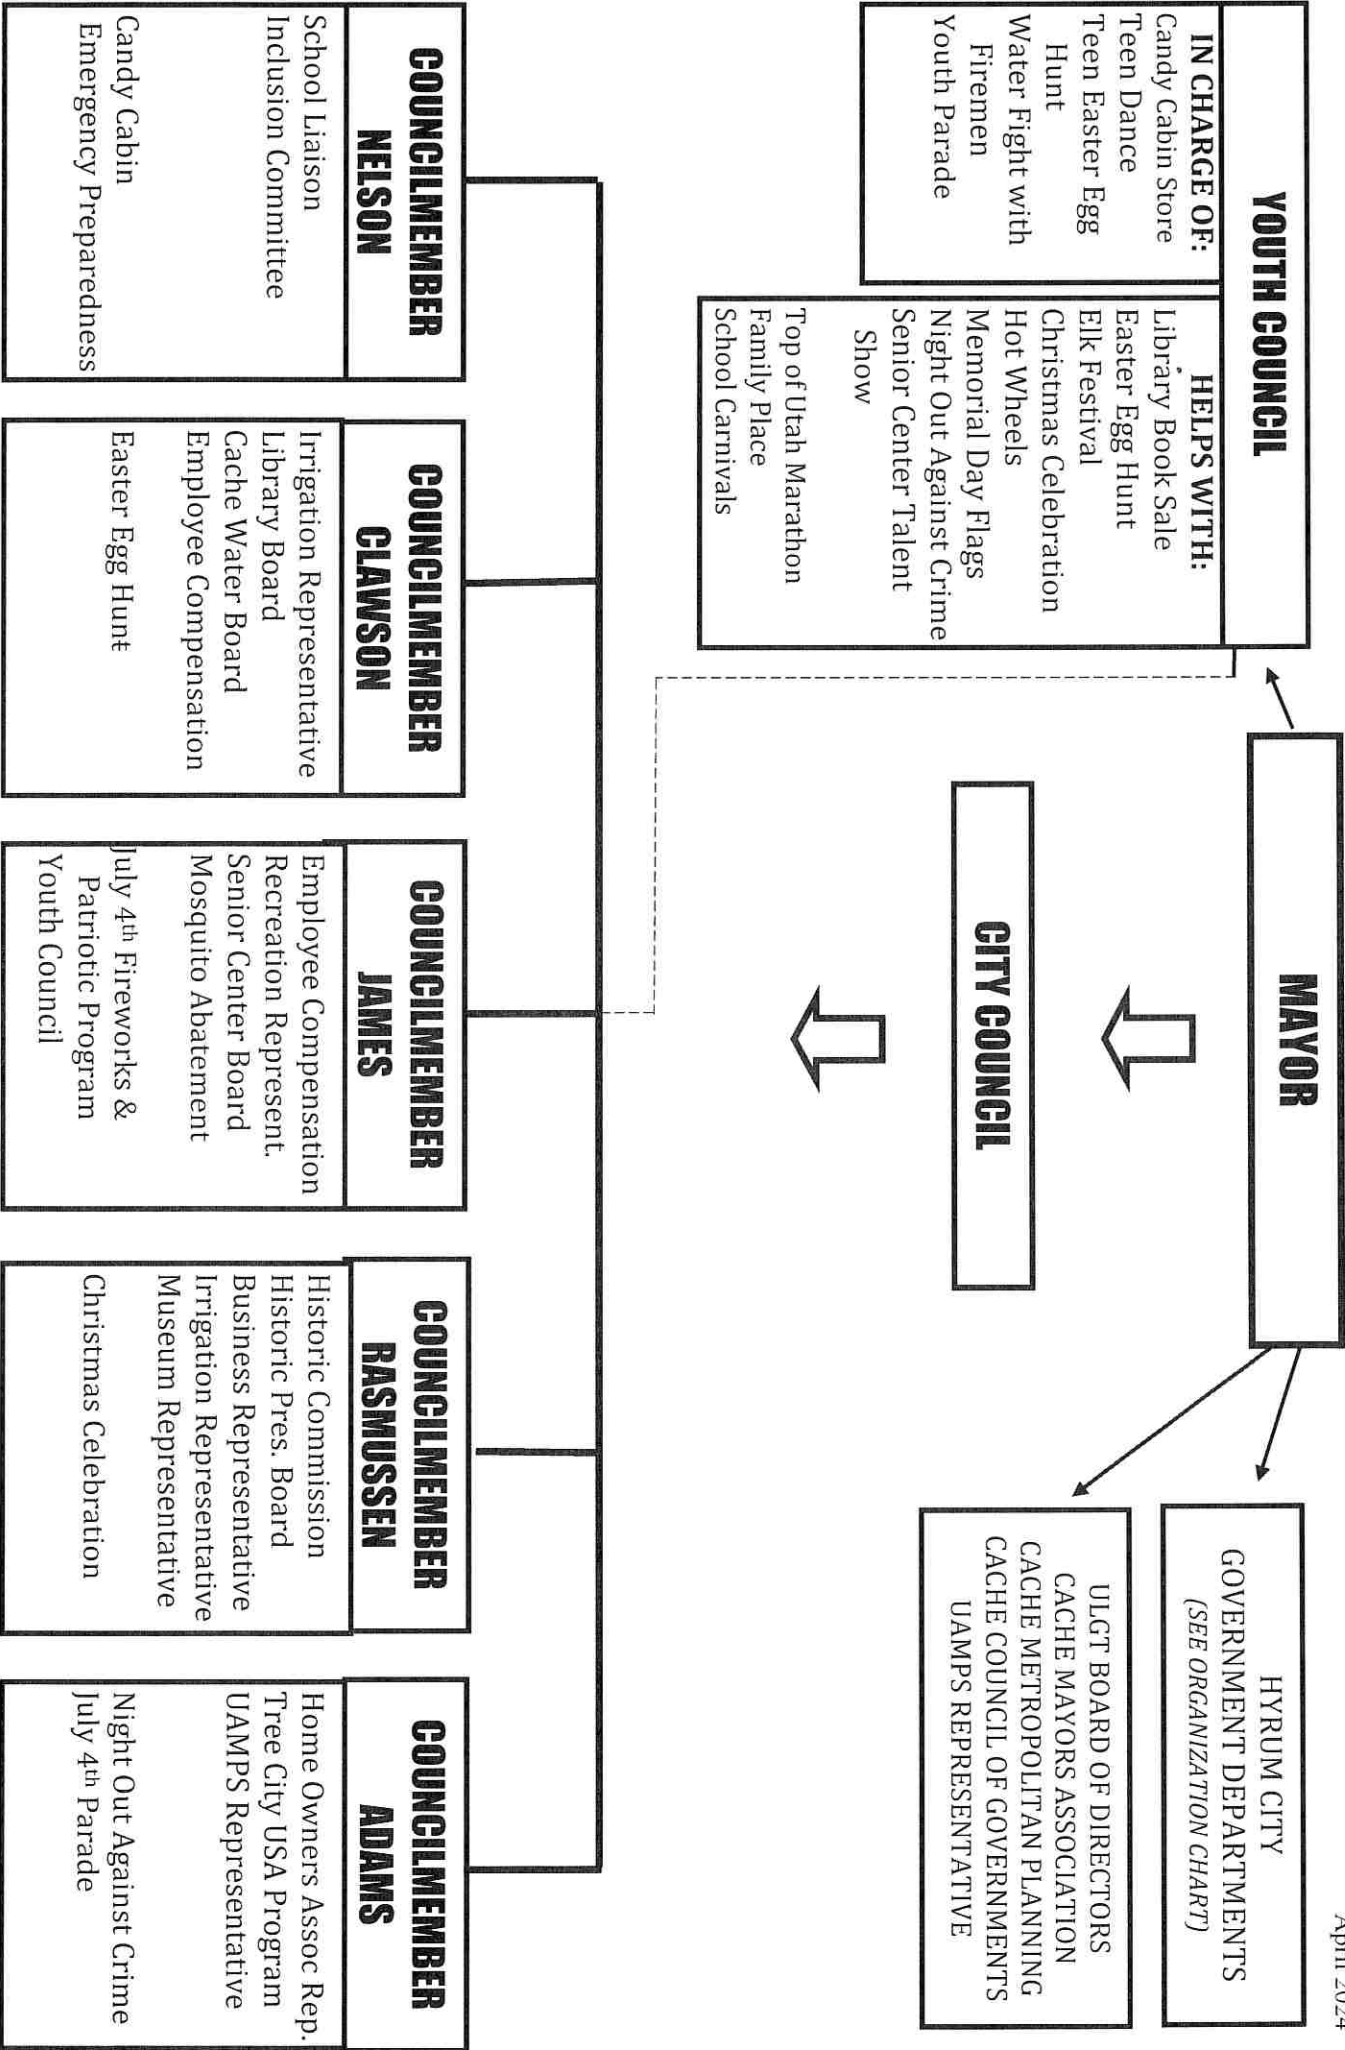 April 2024
MAYOR
HYRUM CITY
GOVERNMENT DEPARTMENTS
(SEE ORGANIZATION CHART)
ULGT BOARD OF DIRECTORS
CACHE MAYORS ASSOCIATION
CACHE METROPOLITAN PLANNING
CACHE COUNCIL OF GOVERNMENTS
UAMPS REPRESENTATIVE
YOUTH COUNCIL
IN CHARGE OF:
Candy Cabin Store
Teen Dance
Teen Easter Egg
Hunt
Water Fight with
Firemen
Youth Parade
HELPS WITH:
Library Book Sale
Easter Egg Hunt
Elk Festival
Christmas Celebration
Hot Wheels
Memorial Day Flags
Night Out Against Crime
Senior Center Talent
Show
Top of Utah Marathon
Family Place
School Carnivals
CITY COUNCIL
COUNCILMEMBER
NELSON
School Liaison
Inclusion Committee
Candy Cabin
Emergency Preparedness
COUNCILMEMBER
CLAWSON
Irrigation Representative
Library Board
Cache Water Board
Employee Compensation
Easter Egg Hunt
COUNCILMEMBER
JAMES
Employee Compensation
Recreation Represent.
Senior Center Board
Mosquito Abatement
July 4th Fireworks &
Patriotic Program
Youth Council
COUNCILMEMBER
RASMUSSEN
Historic Commission
Historic Pres. Board
Business Representative
Irrigation Representative
Museum Representative
Christmas Celebration
COUNCILMEMBER
ADAMS
Home Owners Assoc Rep.
Tree City USA Program
UAMPS Representative
Night Out Against Crime
July 4th Parade